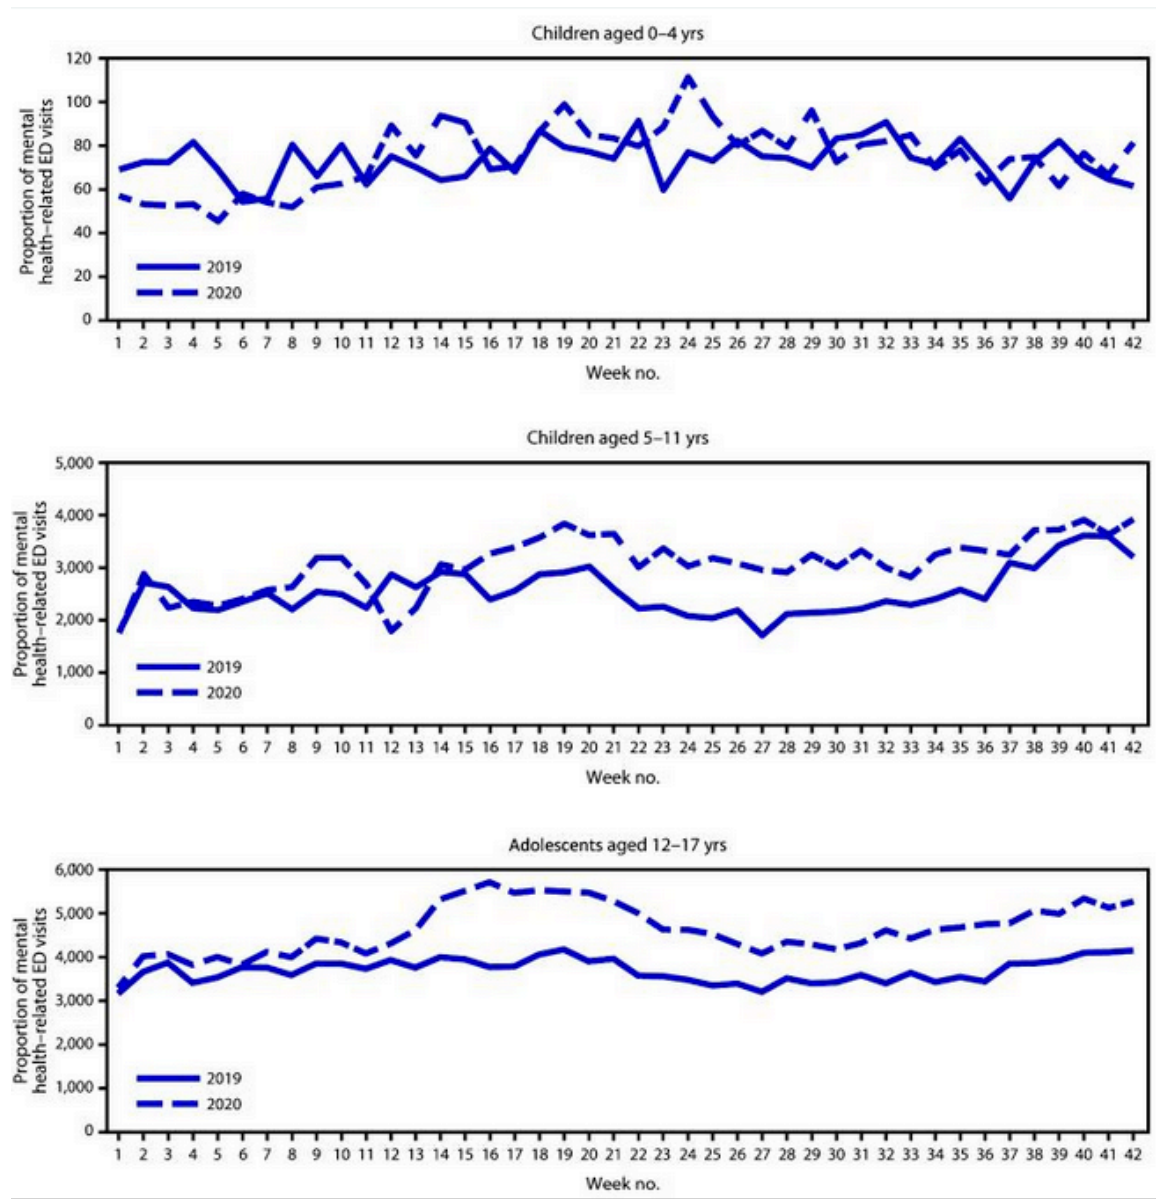 Children aged 0–4 yrs
Proportion of mental
health–related ED visits
120
100
80
60
40
20
0
2019
2020
1 2 3 4 5 6 7 8 9 10 11 12 13 14 15 16 17 18 19 20 21 22 23 24 25 26 27 28 29 30 31 32 33 34 35 36 37 38 39 40 41 42
Week no.
Children aged 5–11 yrs
Proportion of mental
health–related ED visits
5,000
4,000
3,000
2,000
1,000
0
2019
2020
1 2 3 4 5 6 7 8 9 10 11 12 13 14 15 16 17 18 19 20 21 22 23 24 25 26 27 28 29 30 31 32 33 34 35 36 37 38 39 40 41 42
Week no.
Adolescents aged 12–17 yrs
Proportion of mental
health–related ED visits
6,000
5,000
4,000
3,000
2,000
1,000
0
2019
2020
1 2 3 4 5 6 7 8 9 10 11 12 13 14 15 16 17 18 19 20 21 22 23 24 25 26 27 28 29 30 31 32 33 34 35 36 37 38 39 40 41 42
Week no.